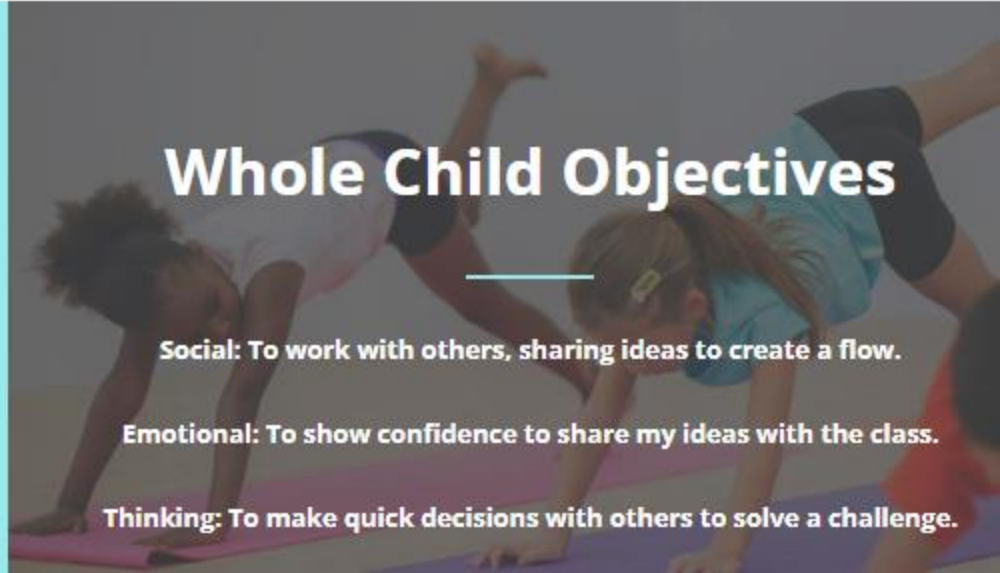 Whole Child Objectives
Social: To work with others, sharing ideas to create a flow.
Emotional: To show confidence to share my ideas with the class.
Thinking: To make quick decisions with others to solve a challenge.